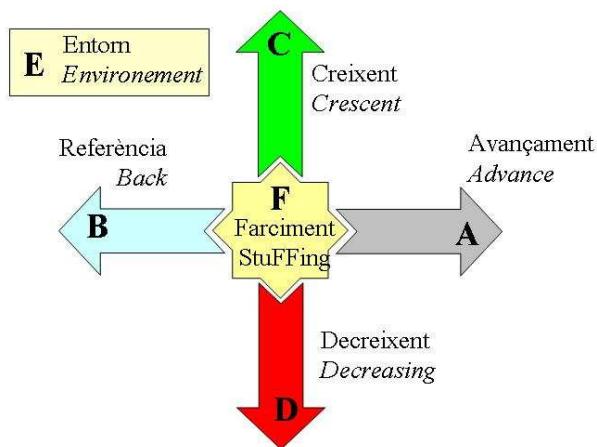 E
Entorn
Environement
C
Creixent
Crescent
Referència
Back
Avançament
Advance
B
F
Farciment
StuFFing
A
Decreixent
Decreasing
D